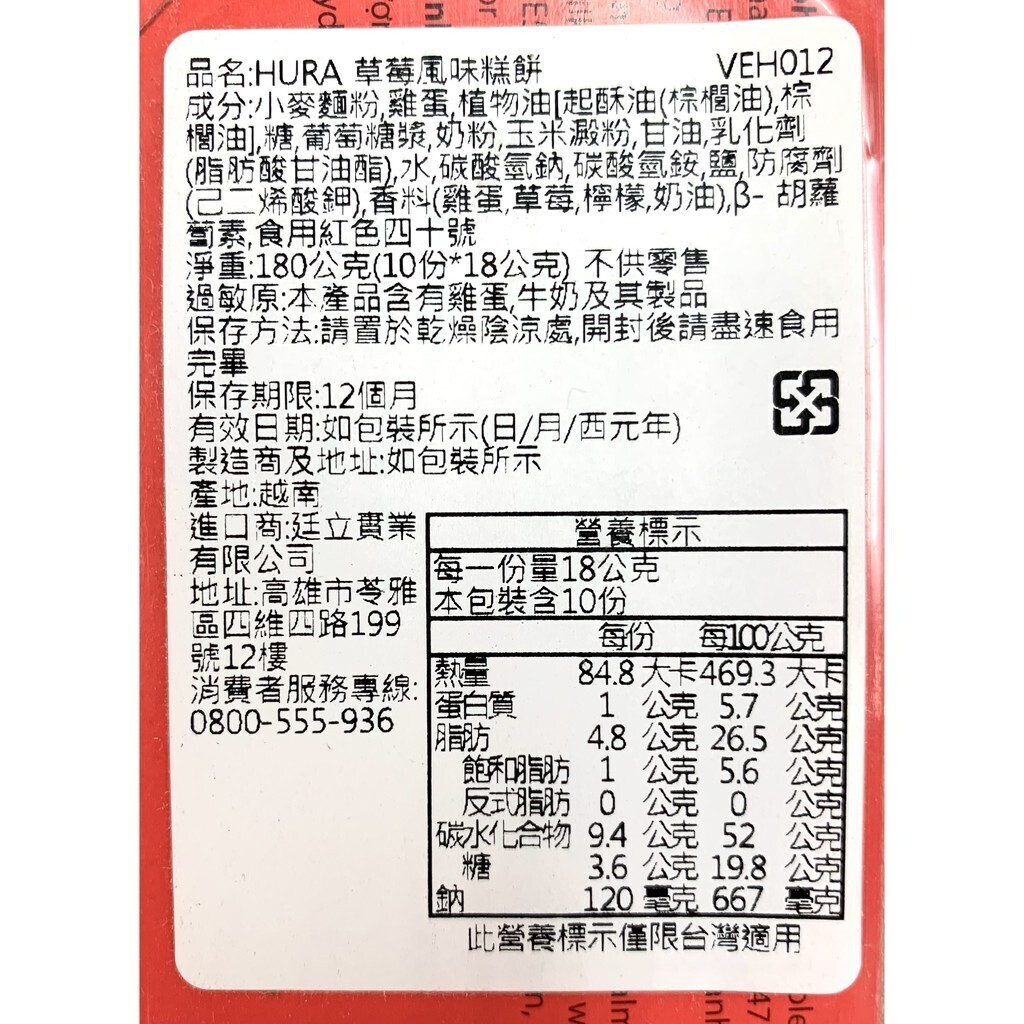 品名:HURA 草莓風味糕餅 VEH012
成分:小麥麵粉,雞蛋,植物油[起酥油(棕櫚油),棕
櫚油],糖,葡萄糖漿,奶粉,玉米澱粉,甘油,乳化劑
(脂肪酸甘油酯),水,碳酸氫鈉,碳酸氫銨,鹽,防腐劑
(己二烯酸鉀),香料(雞蛋,草莓,檸檬,奶油),β- 胡蘿
蔔素,食用紅色四十號
淨重:180公克(10份*18公克) 不供零售
過敏原:本產品含有雞蛋,牛奶及其製品
保存方法:請置於乾燥陰涼處,開封後請盡速食用
完畢
保存期限:12個月
有效日期:如包裝所示(日/月/西元年)
製造商及地址:如包裝所示
產地:越南
進口商:廷立實業
有限公司
地址:高雄市苓雅
區四維四路199
號12樓
消費者服務專線:
0800-555-936
營養標示
每一份量18公克
本包裝含10份
每份 每100公克
熱量 84.8 大卡 469.3 大卡
蛋白質 1 公克 5.7 公克
脂肪 4.8 公克 26.5 公克
飽和脂肪 1 公克 5.6 公克
反式脂肪 0 公克 0 公克
碳水化合物 9.4 公克 52 公克
糖 3.6 公克 19.8 公克
鈉 120 毫克 667 毫克
此營養標示僅限台灣適用